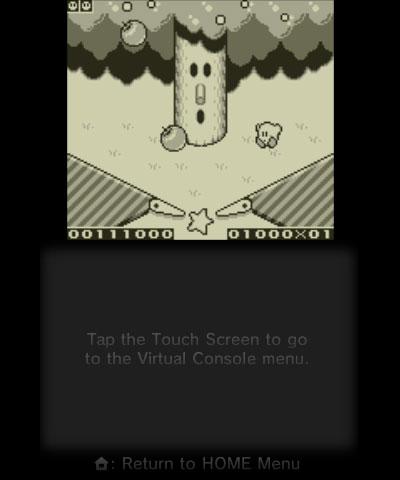 00111000 01000×01
Tap the Touch Screen to go
to the Virtual Console menu.
: Return to HOME Menu